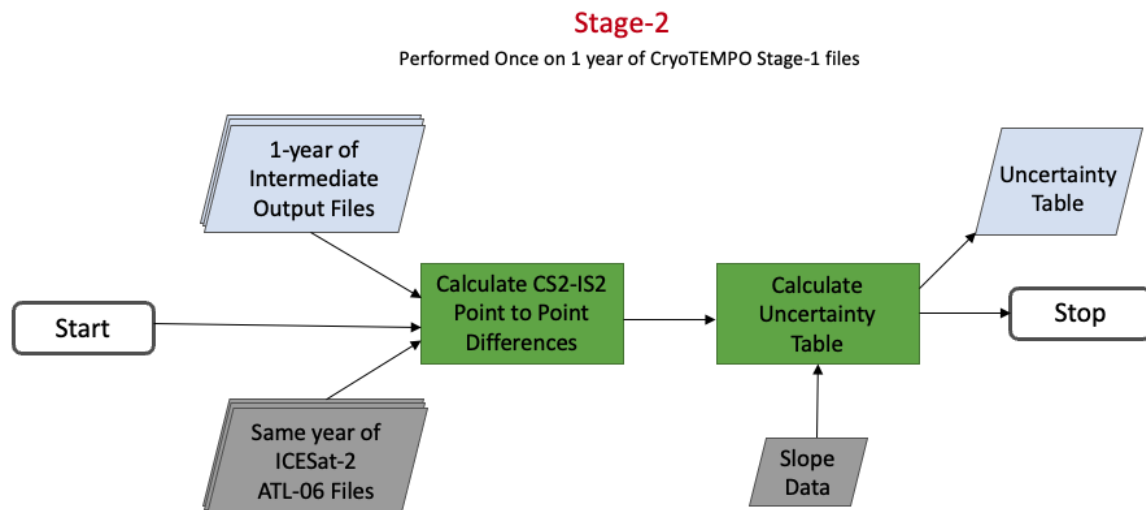 Stage-2
Performed Once on 1 year of CryoTEMPO Stage-1 files
1-year of
Intermediate
Output Files
Uncertainty
Table
Start
Calculate CS2-IS2
Point to Point
Differences
Calculate
Uncertainty
Table
Stop
Same year of
ICESat-2
ATL-06 Files
Slope
Data